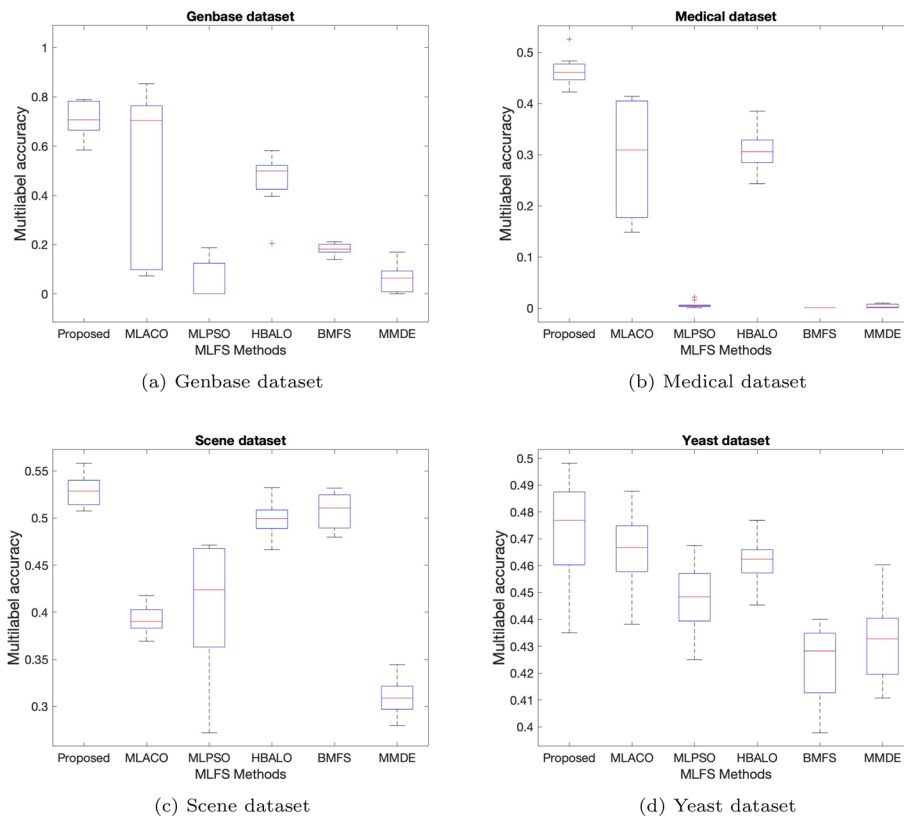 Genbase dataset
1
0.8
0.6
0.4
0.2
0
Multilabel accuracy
Proposed MLACO MLPSO HBALO BMFS MMDE
MLFS Methods
(a) Genbase dataset
Medical dataset
0.5
0.4
0.3
0.2
0.1
0
Multilabel accuracy
Proposed MLACO MLPSO HBALO BMFS MMDE
MLFS Methods
(b) Medical dataset
Scene dataset
0.55
0.5
0.45
0.4
0.35
0.3
Multilabel accuracy
Proposed MLACO MLPSO HBALO BMFS MMDE
MLFS Methods
(c) Scene dataset
Yeast dataset
0.5
0.49
0.48
0.47
0.46
0.45
0.44
0.43
0.42
0.41
0.4
Multilabel accuracy
Proposed MLACO MLPSO HBALO BMFS MMDE
MLFS Methods
(d) Yeast dataset